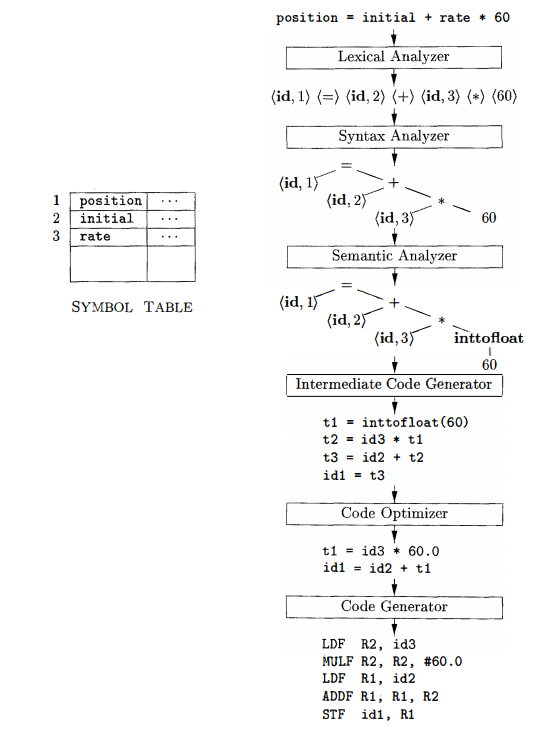 position = initial + rate * 60
Lexical Analyzer
⟨id, 1⟩ ⟨=⟩ ⟨id, 2⟩ ⟨+⟩ ⟨id, 3⟩ ⟨*⟩ ⟨60⟩
Syntax Analyzer
=
⟨id, 1⟩ +
⟨id, 2⟩ *
⟨id, 3⟩ 60
1 position ...
2 initial ...
3 rate ...
SYMBOL TABLE
Semantic Analyzer
=
⟨id, 1⟩ +
⟨id, 2⟩ *
⟨id, 3⟩ inttofloat
60
Intermediate Code Generator
t1 = inttofloat(60)
t2 = id3 * t1
t3 = id2 + t2
id1 = t3
Code Optimizer
t1 = id3 * 60.0
id1 = id2 + t1
Code Generator
LDF R2, id3
MULF R2, R2, #60.0
LDF R1, id2
ADDF R1, R1, R2
STF id1, R1